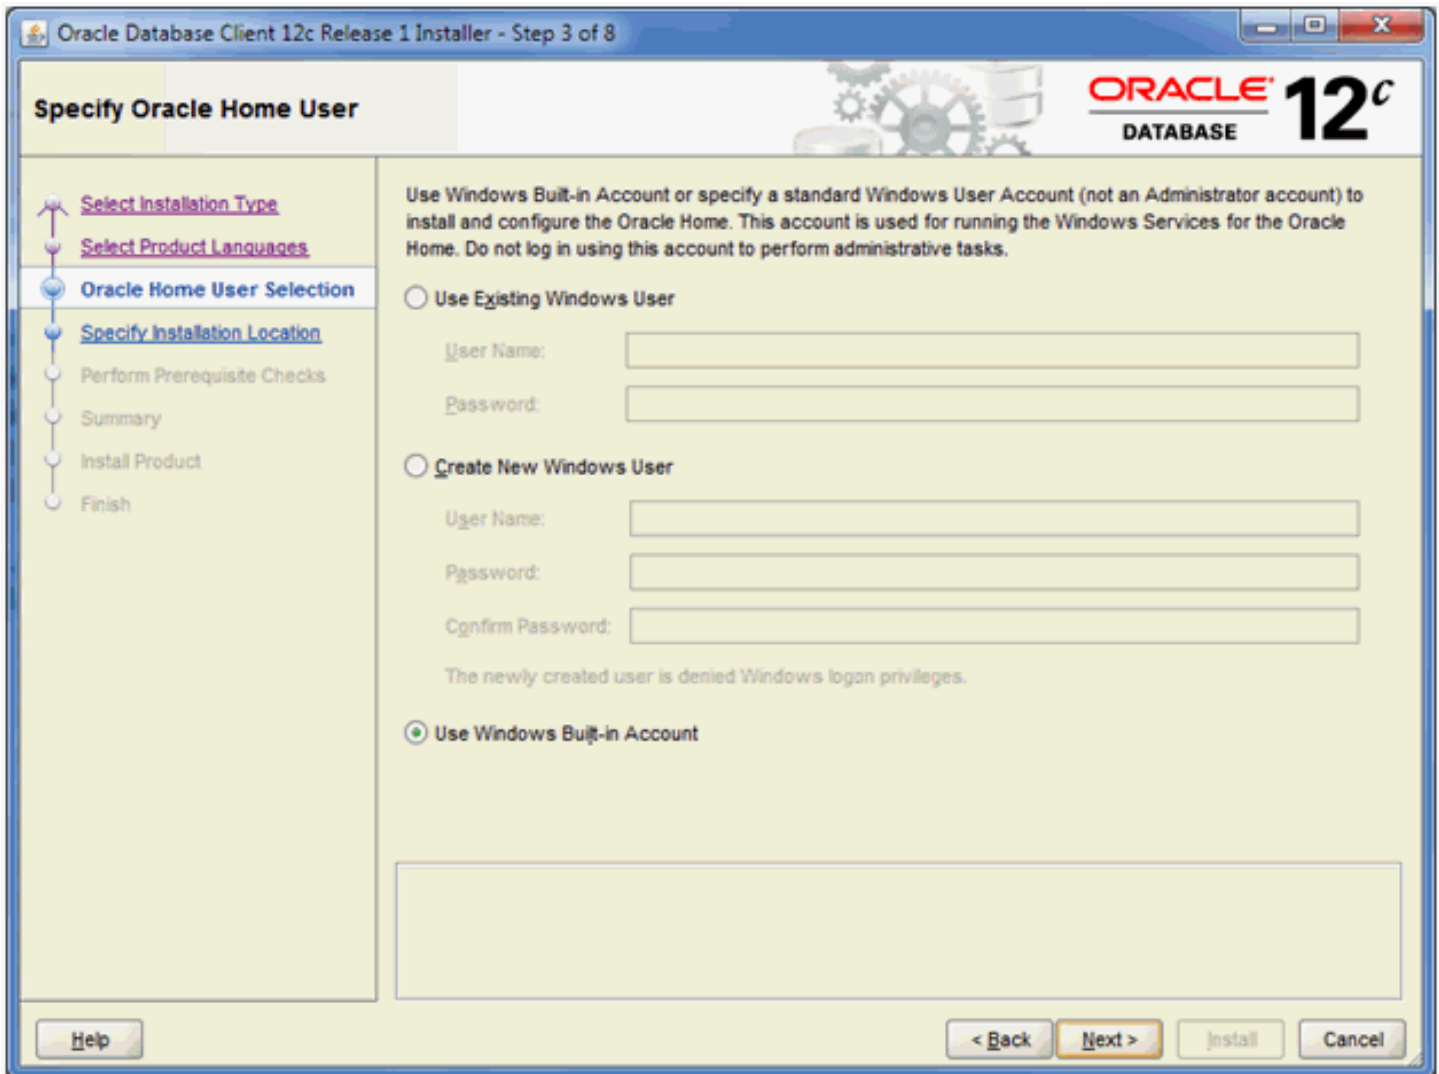 Oracle Database Client 12c Release 1 Installer - Step 3 of 8
Specify Oracle Home User
ORACLE
DATABASE
12c
Select Installation Type
Select Product Languages
Oracle Home User Selection
Specify Installation Location
Perform Prerequisite Checks
Summary
Install Product
Finish
Use Windows Built-in Account or specify a standard Windows User Account (not an Administrator account) to
install and configure the Oracle Home. This account is used for running the Windows Services for the Oracle
Home. Do not log in using this account to perform administrative tasks.
Use Existing Windows User
User Name:
Password:
Create New Windows User
User Name:
Password:
Confirm Password:
The newly created user is denied Windows logon privileges.
Use Windows Built-in Account
Help
< Back
Next >
Install
Cancel